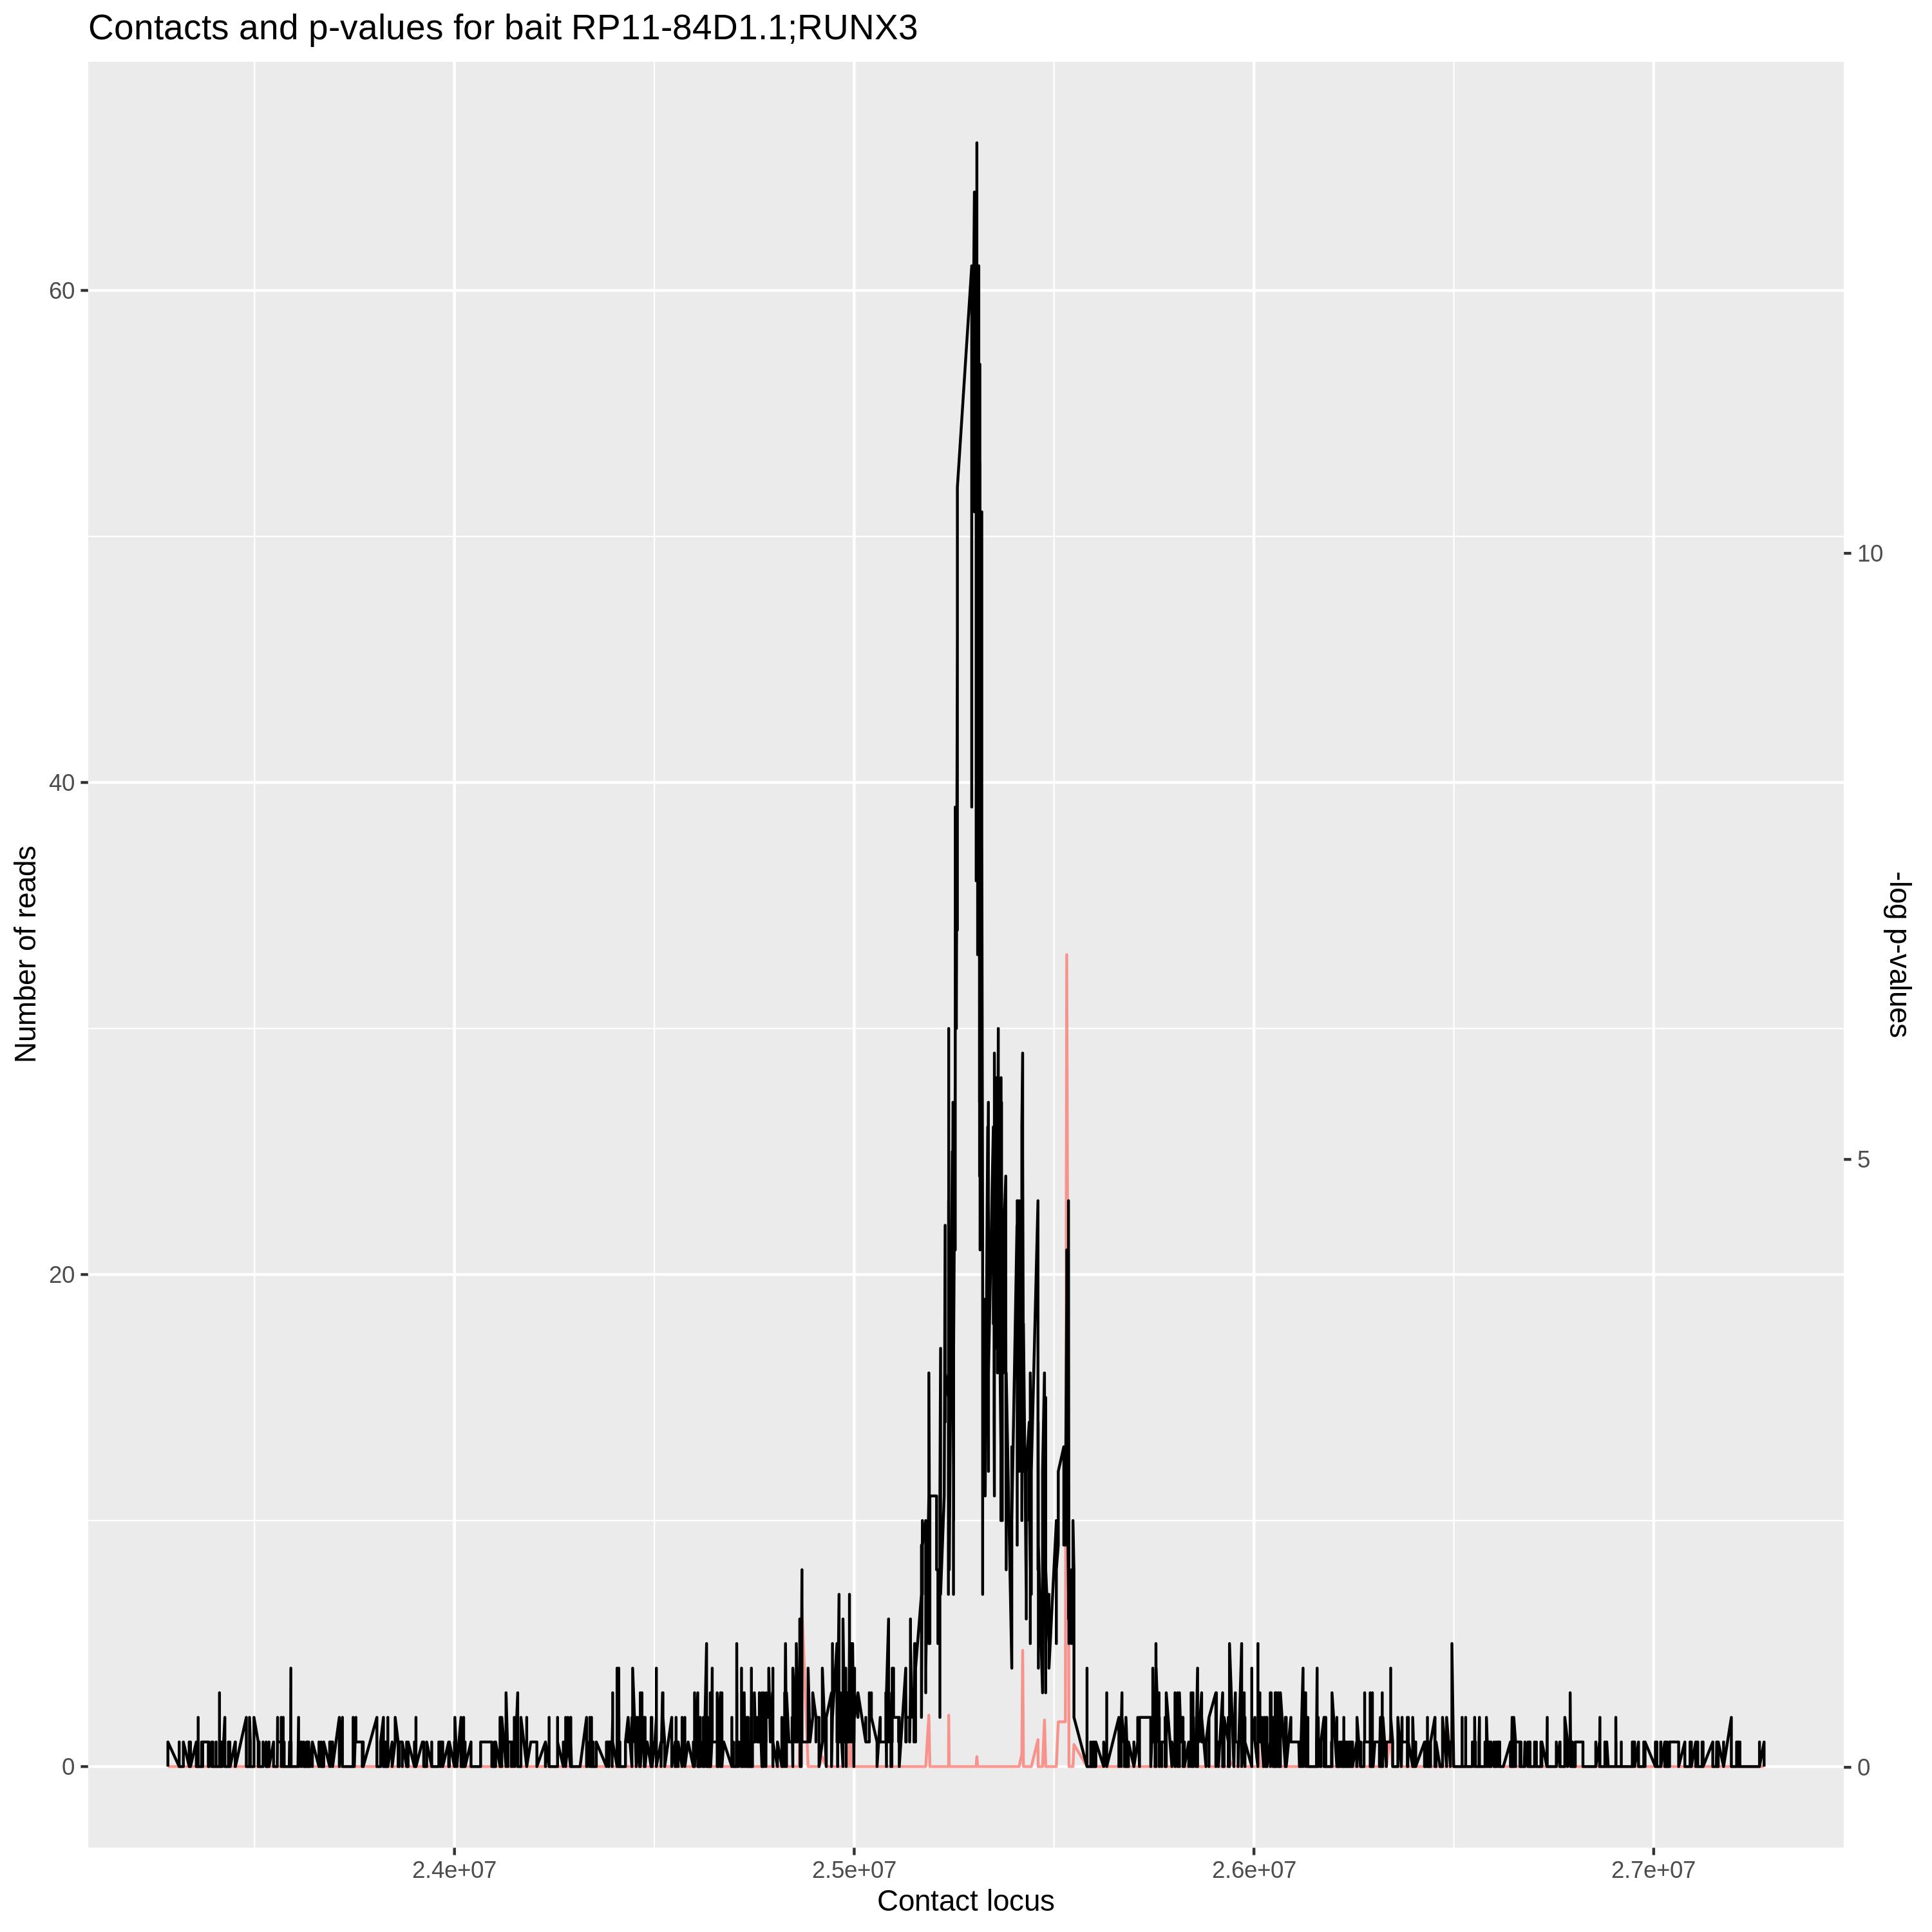 Contacts and p-values for bait RP11-84D1.1;RUNX3
60
40
20
0
Number of reads
10
5
0
-log p-values
2.4e+07
2.5e+07
2.6e+07
2.7e+07
Contact locus